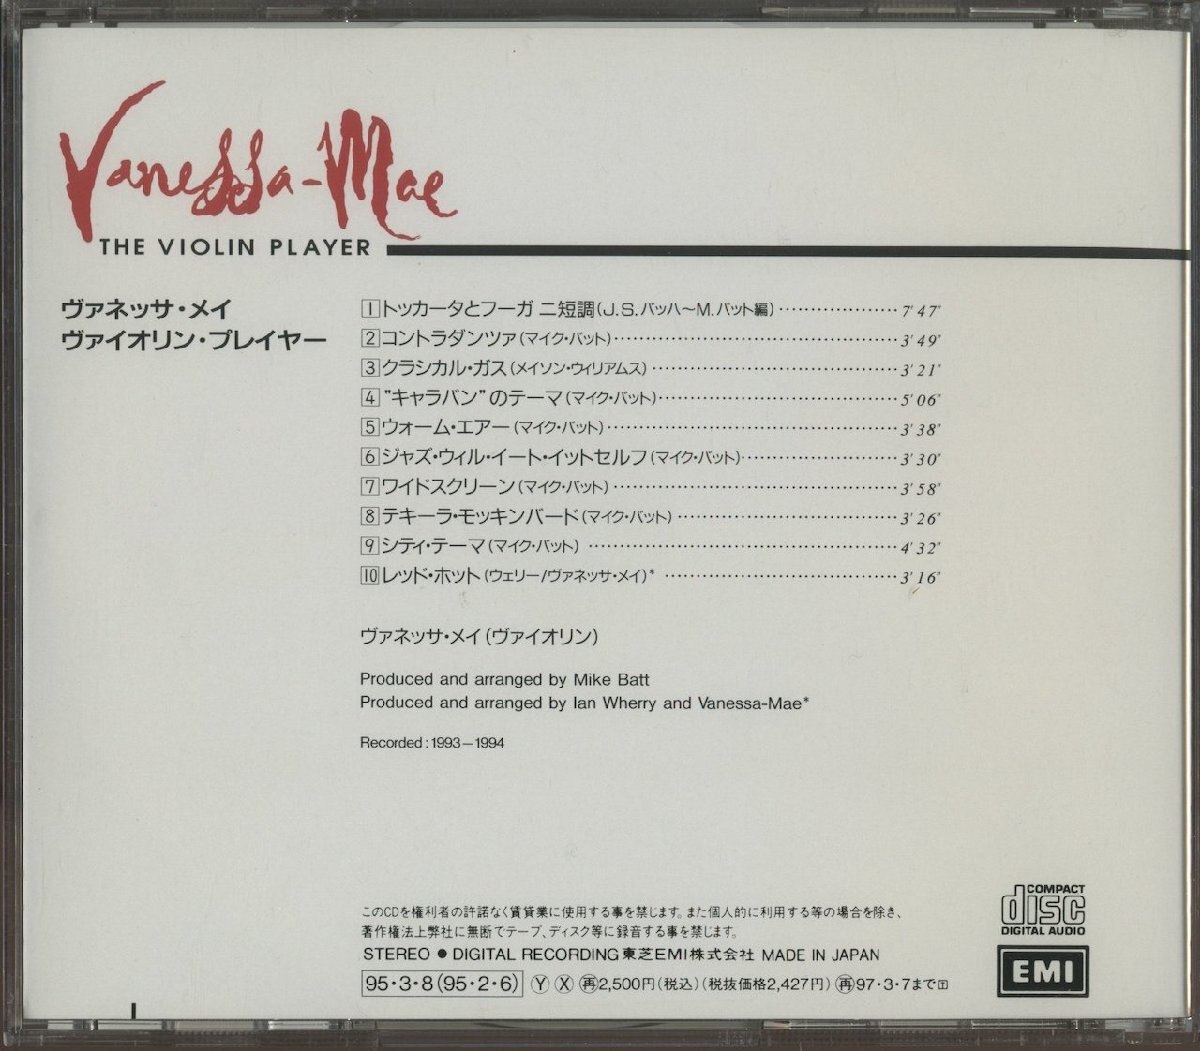 Vanessa-Mae
THE VIOLIN PLAYER
ヴァネッサ・メイ
ヴァイオリン・プレイヤー
1 トッカータとフーガ ニ短調(J.S.バッハ〜M.バット編) 7'47"
2 コントラダンツァ(マイク・バット) 3'49"
3 クラシカル・ガス(メイソン・ウィリアムス) 3'21"
4 "キャラバン"のテーマ(マイク・バット) 5'06"
5 ウォーム・エアー(マイク・バット) 3'38"
6 ジャズ・ウィル・イート・イットセルフ(マイク・バット) 3'30"
7 ワイドスクリーン(マイク・バット) 3'58"
8 テキーラ・モッキンバード(マイク・バット) 3'26"
9 シティ・テーマ(マイク・バット) 4'32"
10 レッド・ホット(ウェリー/ヴァネッサ・メイ)* 3'16"
ヴァネッサ・メイ(ヴァイオリン)
Produced and arranged by Mike Batt
Produced and arranged by Ian Wherry and Vanessa-Mae*
Recorded:1993—1994
このCDを権利者の許諾なく賃貸業に使用する事を禁じます。また個人的に利用する等の場合を除き、
著作権法上弊社に無断でテープ、ディスク等に録音する事を禁じます。
STEREO ● DIGITAL RECORDING 東芝EMI株式会社 MADE IN JAPAN
95・3・8(95・2・6) Ⓨ Ⓧ ㊢2,500円(税込)(税抜価格2,427円) 再97・3・7まで
COMPACT
disc
DIGITAL AUDIO
EMI